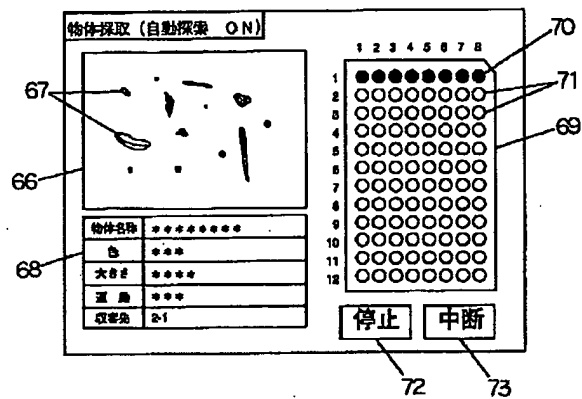 物体採取(自動探索 ON)
1 2 3 4 5 6 7 8
1
2
3
4
5
6
7
8
9
10
11
12
物体名称 ********
色 ***
大きさ ****
運動 ***
収容先 2-1
停止
中断
66
67
68
69
70
71
72
73